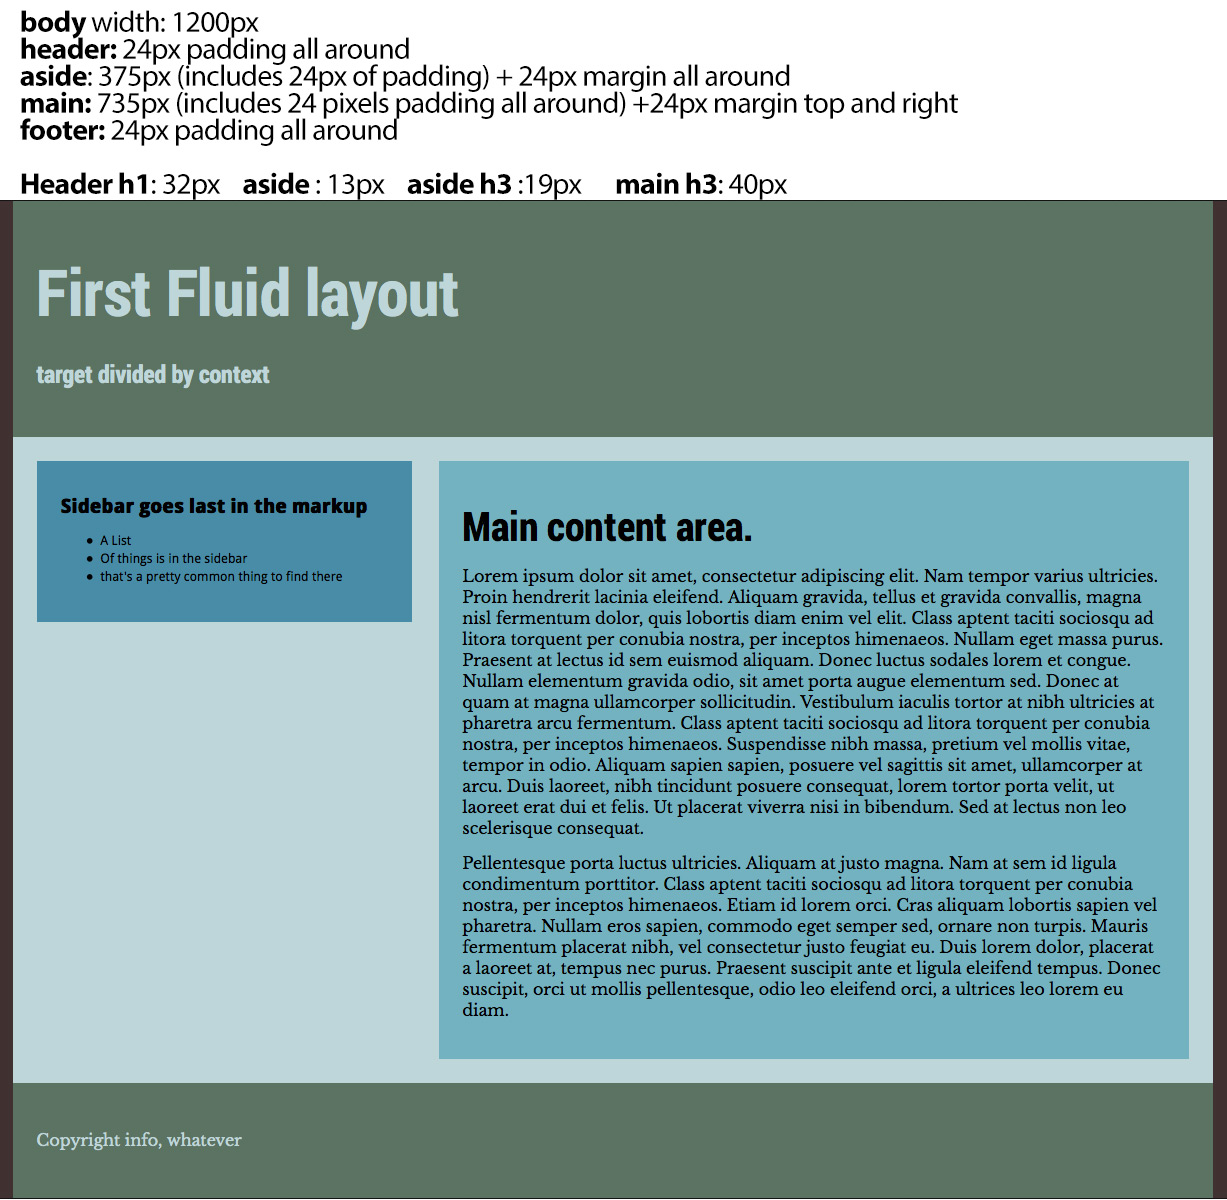 body width: 1200px
header: 24px padding all around
aside: 375px (includes 24px of padding) + 24px margin all around
main: 735px (includes 24 pixels padding all around) +24px margin top and right
footer: 24px padding all around
Header h1: 32px aside : 13px aside h3 :19px main h3: 40px
First Fluid layout
target divided by context
Sidebar goes last in the markup
• A List
• Of things is in the sidebar
• that's a pretty common thing to find there
Main content area.
Lorem ipsum dolor sit amet, consectetur adipiscing elit. Nam tempor varius ultricies.
Proin hendrerit lacinia eleifend. Aliquam gravida, tellus et gravida convallis, magna
nisl fermentum dolor, quis lobortis diam enim vel elit. Class aptent taciti sociosqu ad
litora torquent per conubia nostra, per inceptos himenaeos. Nullam eget massa purus.
Praesent at lectus id sem euismod aliquam. Donec luctus sodales lorem et congue.
Nullam elementum gravida odio, sit amet porta augue elementum sed. Donec at
quam at magna ullamcorper sollicitudin. Vestibulum iaculis tortor at nibh ultricies at
pharetra arcu fermentum. Class aptent taciti sociosqu ad litora torquent per conubia
nostra, per inceptos himenaeos. Suspendisse nibh massa, pretium vel mollis vitae,
tempor in odio. Aliquam sapien sapien, posuere vel sagittis sit amet, ullamcorper at
arcu. Duis laoreet, nibh tincidunt posuere consequat, lorem tortor porta velit, ut
laoreet erat dui et felis. Ut placerat viverra nisi in bibendum. Sed at lectus non leo
scelerisque consequat.
Pellentesque porta luctus ultricies. Aliquam at justo magna. Nam at sem id ligula
condimentum porttitor. Class aptent taciti sociosqu ad litora torquent per conubia
nostra, per inceptos himenaeos. Etiam id lorem orci. Cras aliquam lobortis sapien vel
pharetra. Nullam eros sapien, commodo eget semper sed, ornare non turpis. Mauris
fermentum placerat nibh, vel consectetur justo feugiat eu. Duis lorem dolor, placerat
a laoreet at, tempus nec purus. Praesent suscipit ante et ligula eleifend tempus. Donec
suscipit, orci ut mollis pellentesque, odio leo eleifend orci, a ultrices leo lorem eu
diam.
Copyright info, whatever